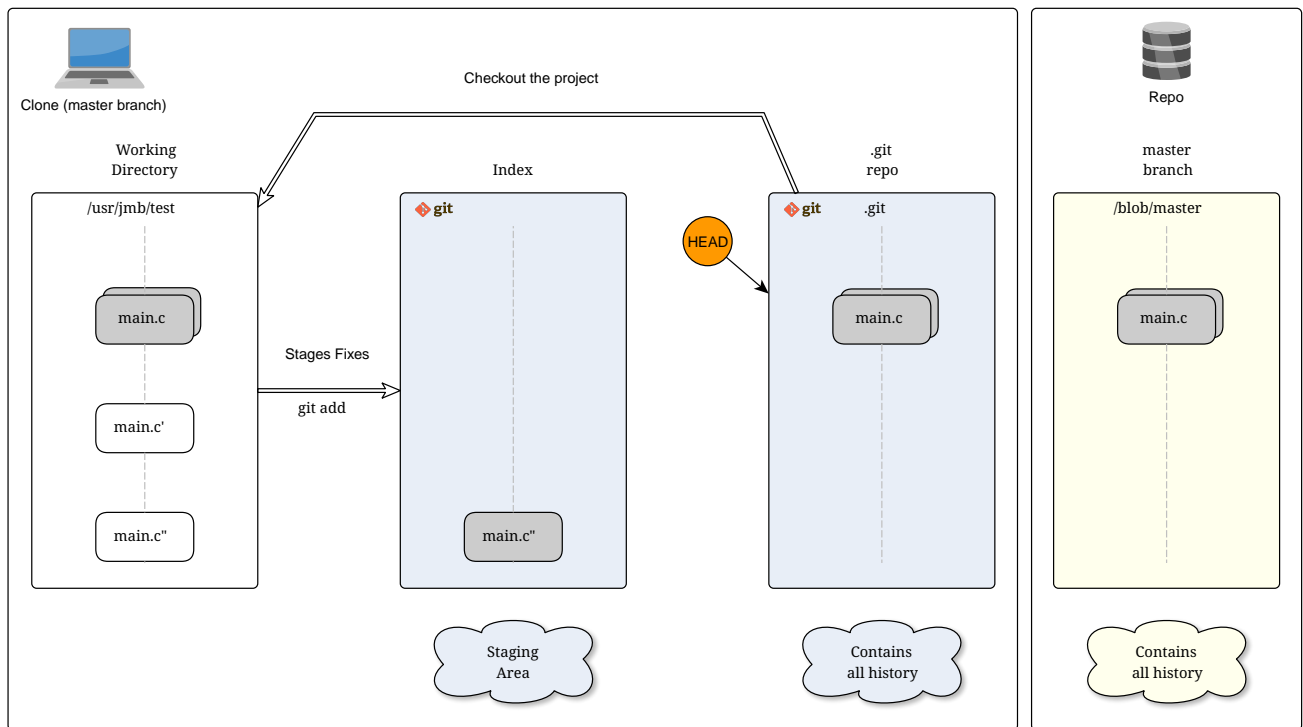 Clone (master branch)
Checkout the project
Repo
Working
Directory
Index
.git
repo
master
branch
/usr/jmb/test
git
git
.git
/blob/master
HEAD
main.c
main.c
main.c
Stages Fixes
git add
main.c'
main.c"
main.c"
Staging
Area
Contains
all history
Contains
all history